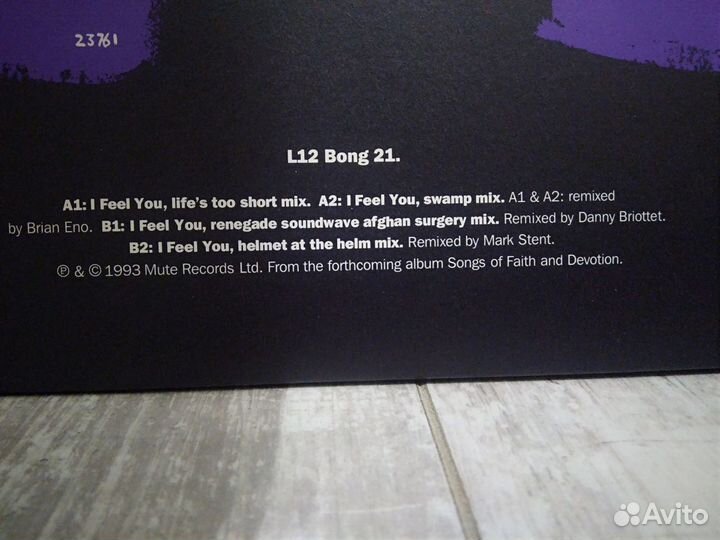 23761
L12 Bong 21.
A1: I Feel You, life's too short mix. A2: I Feel You, swamp mix. A1 & A2: remixed
by Brian Eno. B1: I Feel You, renegade soundwave afghan surgery mix. Remixed by Danny Briottet.
B2: I Feel You, helmet at the helm mix. Remixed by Mark Stent.
℗ & © 1993 Mute Records Ltd. From the forthcoming album Songs of Faith and Devotion.
Avito